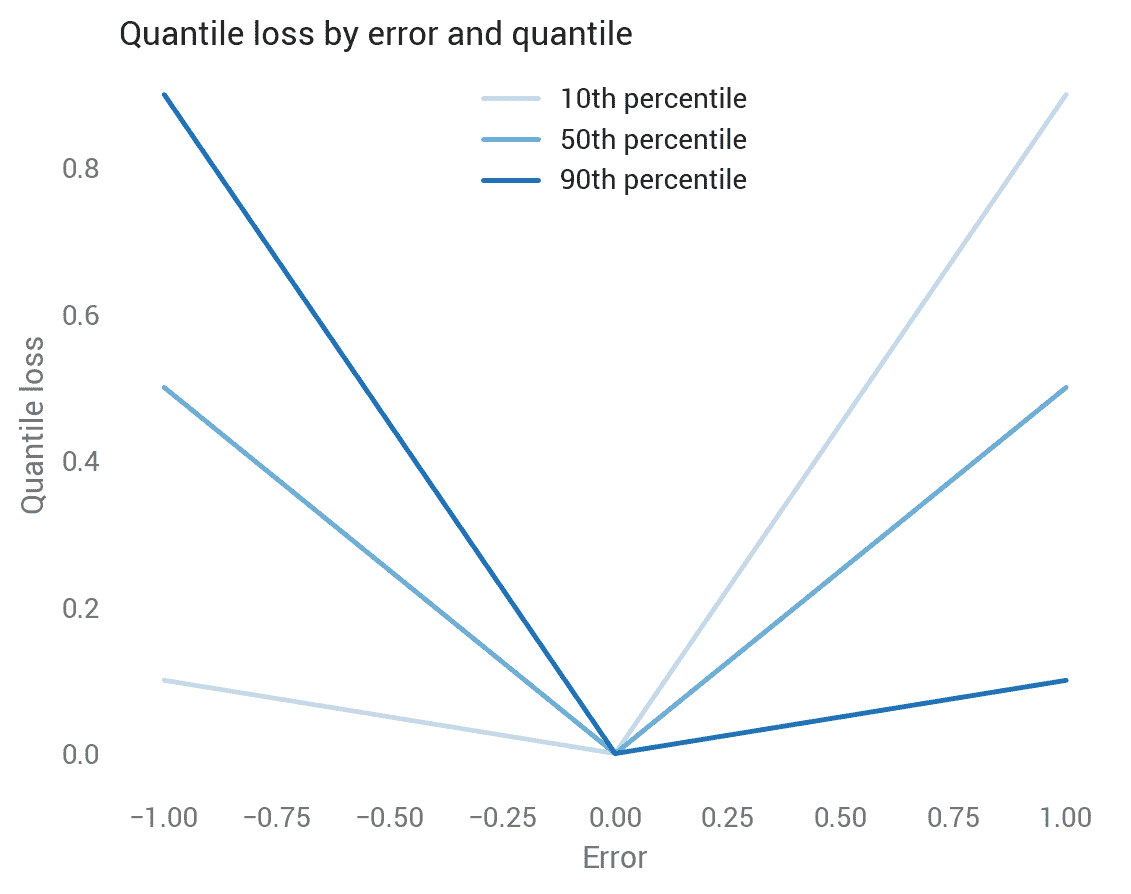 Quantile loss by error and quantile
10th percentile
50th percentile
90th percentile
Quantile loss
0.8
0.6
0.4
0.2
0.0
−1.00 −0.75 −0.50 −0.25 0.00 0.25 0.50 0.75 1.00
Error